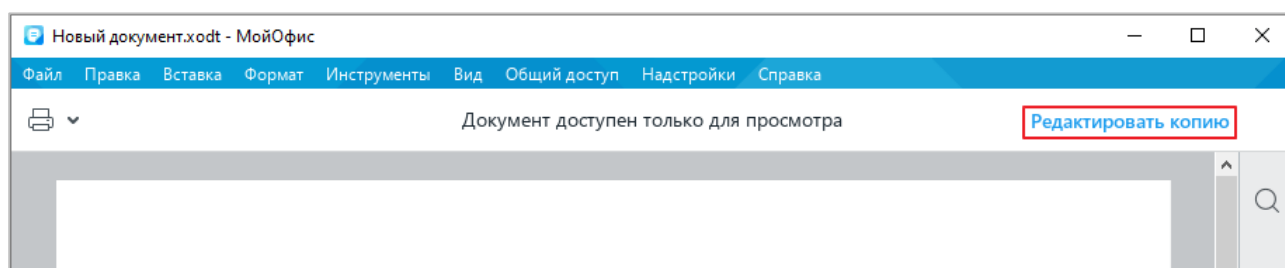 Новый документ.xodt - МойОфис
Файл Правка Вставка Формат Инструменты Вид Общий доступ Надстройки Справка
Документ доступен только для просмотра Редактировать копию